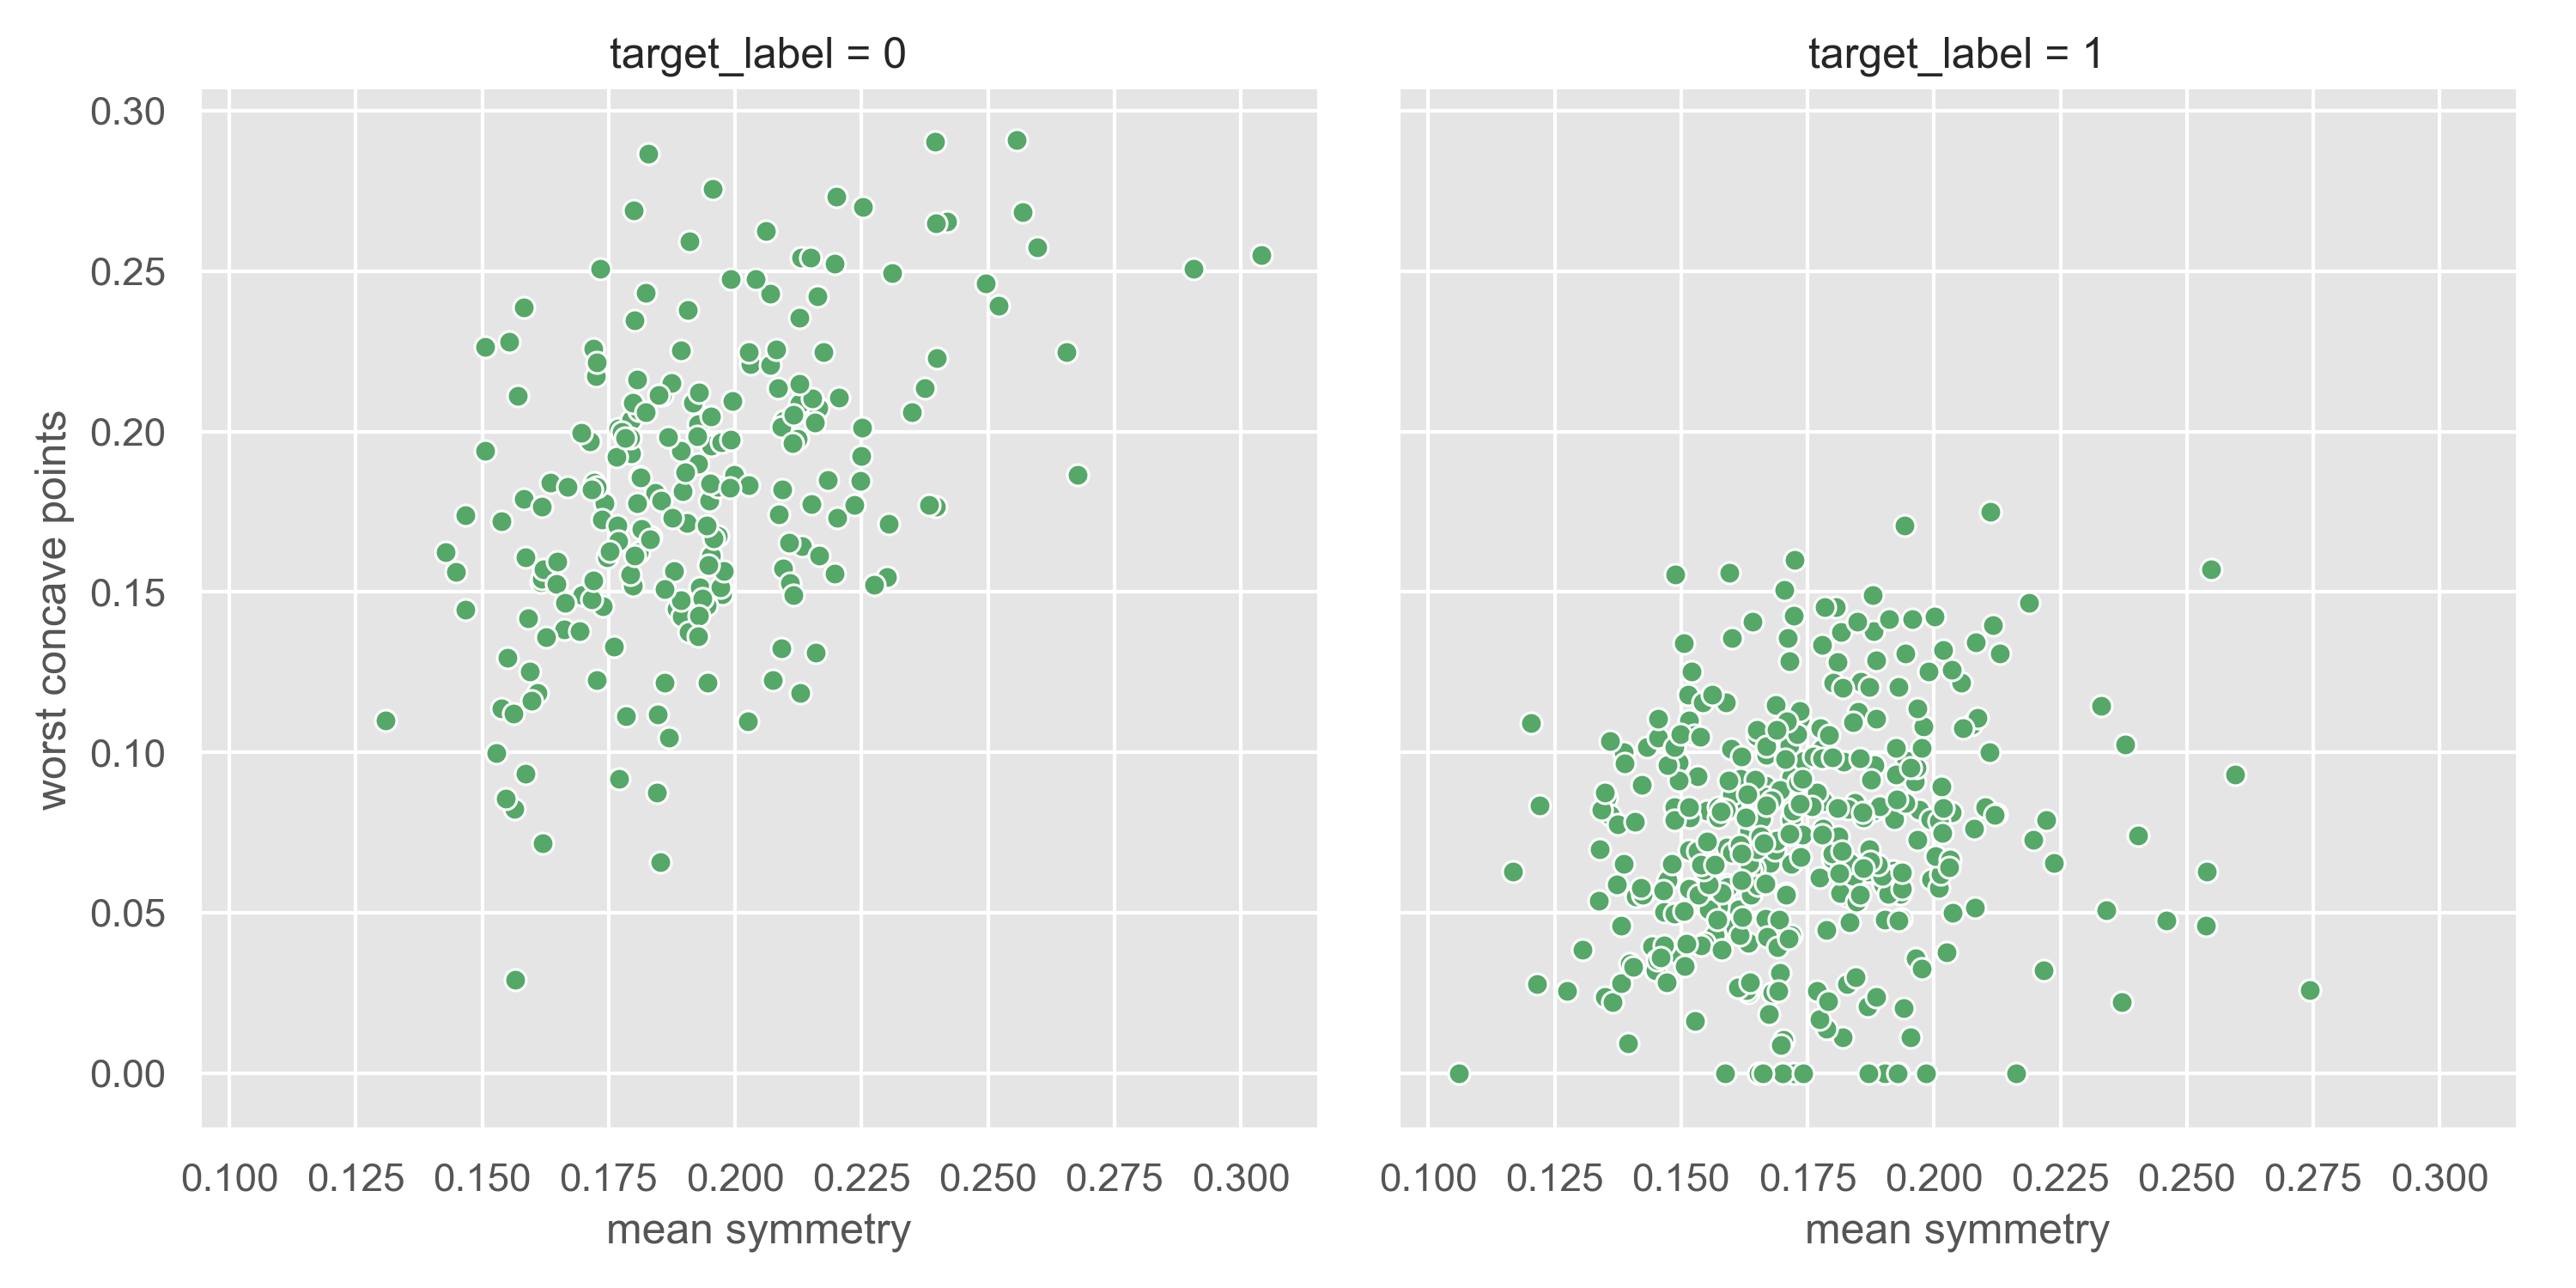 target_label = 0
target_label = 1
worst concave points
0.30
0.25
0.20
0.15
0.10
0.05
0.00
0.100 0.125 0.150 0.175 0.200 0.225 0.250 0.275 0.300
0.100 0.125 0.150 0.175 0.200 0.225 0.250 0.275 0.300
mean symmetry
mean symmetry